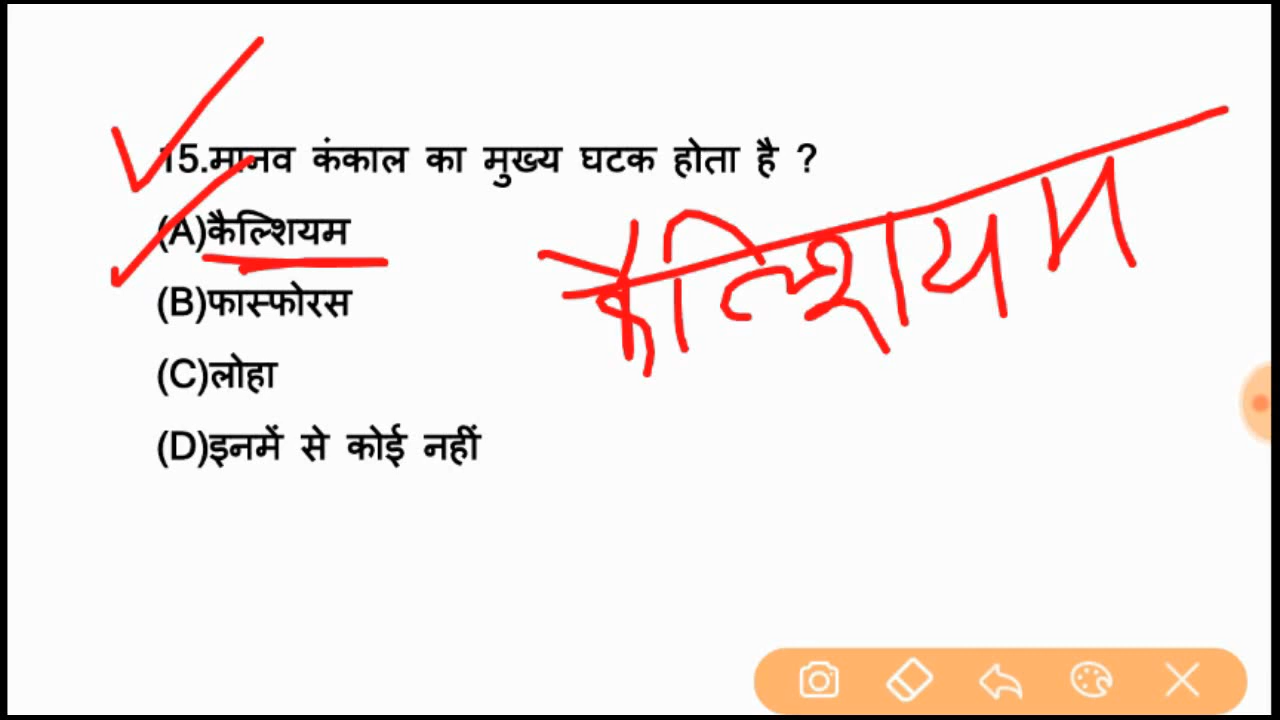 15.मानव कंकाल का मुख्य घटक होता है ?
(A)कैल्शियम
कैल्शियम
(B)फास्फोरस
(C)लोहा
(D)इनमें से कोई नहीं